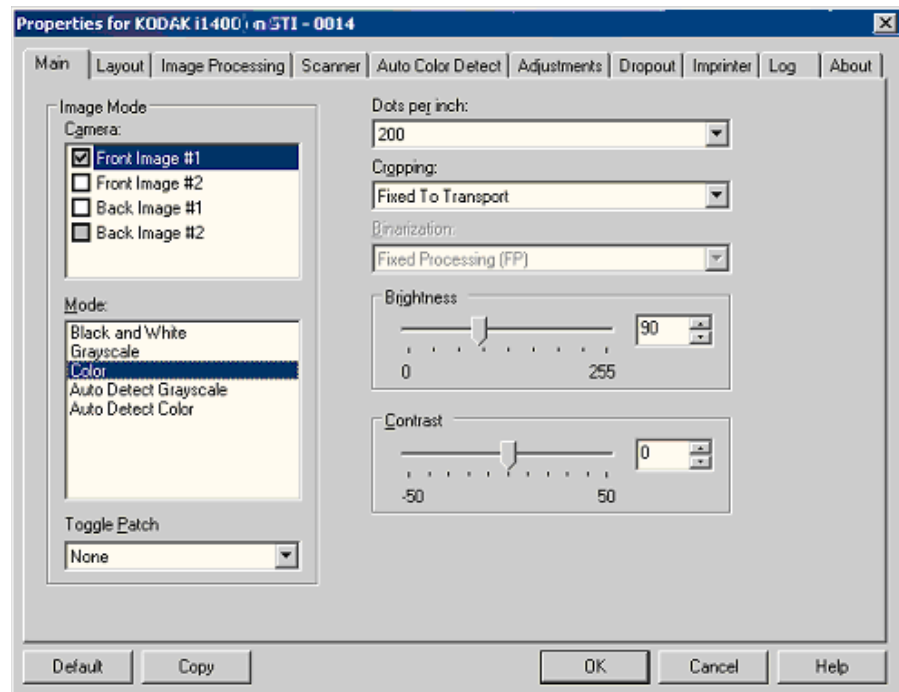 Properties for KODAK i1400 on STI - 0014
Main Layout Image Processing Scanner Auto Color Detect Adjustments Dropout Imprinter Log About
Image Mode
Camera:
Front Image #1
Front Image #2
Back Image #1
Back Image #2
Mode:
Black and White
Grayscale
Color
Auto Detect Grayscale
Auto Detect Color
Toggle Patch
None
Dots per inch:
200
Cropping:
Fixed To Transport
Binarization:
Fixed Processing (FP)
Brightness
90
0 255
Contrast
0
-50 50
Default Copy OK Cancel Help